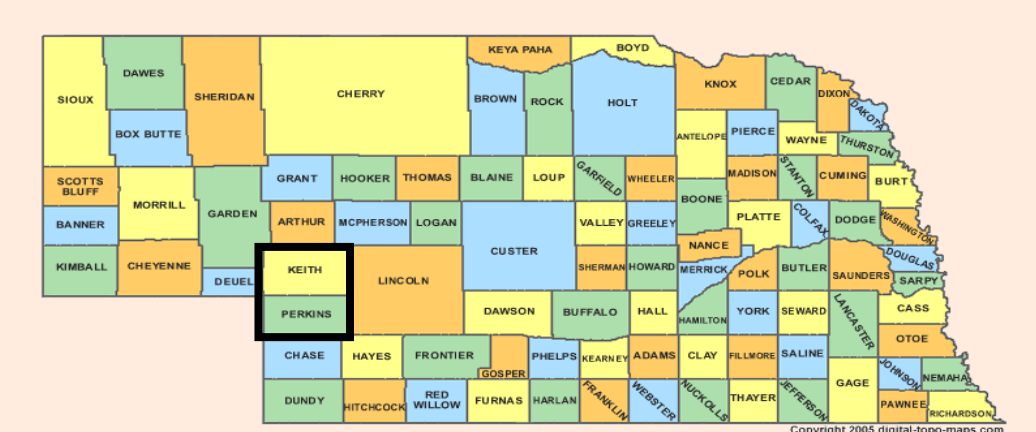 KEYA PAHA
BOYD
DAWES
SIOUX
SHERIDAN
CHERRY
BROWN
ROCK
HOLT
KNOX
CEDAR
DIXON
DAKOTA
BOX BUTTE
ANTELOPE
PIERCE
WAYNE
THURSTON
SCOTTS
BLUFF
GRANT
HOOKER
THOMAS
BLAINE
LOUP
GARFIELD
WHEELER
MADISON
STANTON
CUMING
BURT
MORRILL
GARDEN
BOONE
BANNER
ARTHUR
MCPHERSON
LOGAN
CUSTER
VALLEY
GREELEY
PLATTE
COLFAX
DODGE
WASHINGTON
NANCE
KIMBALL
CHEYENNE
DEUEL
KEITH
LINCOLN
SHERMAN
HOWARD
MERRICK
POLK
BUTLER
SAUNDERS
DOUGLAS
SARPY
PERKINS
DAWSON
BUFFALO
HALL
HAMILTON
YORK
SEWARD
LANCASTER
CASS
OTOE
CHASE
HAYES
FRONTIER
GOSPER
PHELPS
KEARNEY
ADAMS
CLAY
FILLMORE
SALINE
GAGE
JOHNSON
NEMAHA
DUNDY
HITCHCOCK
RED
WILLOW
FURNAS
HARLAN
FRANKLIN
WEBSTER
NUCKOLLS
THAYER
JEFFERSON
PAWNEE
RICHARDSON
Copyright 2005 digital-topo-maps.com